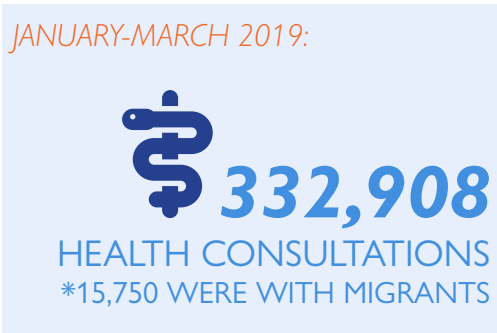 JANUARY-MARCH 2019:
332,908
HEALTH CONSULTATIONS
*15,750 WERE WITH MIGRANTS